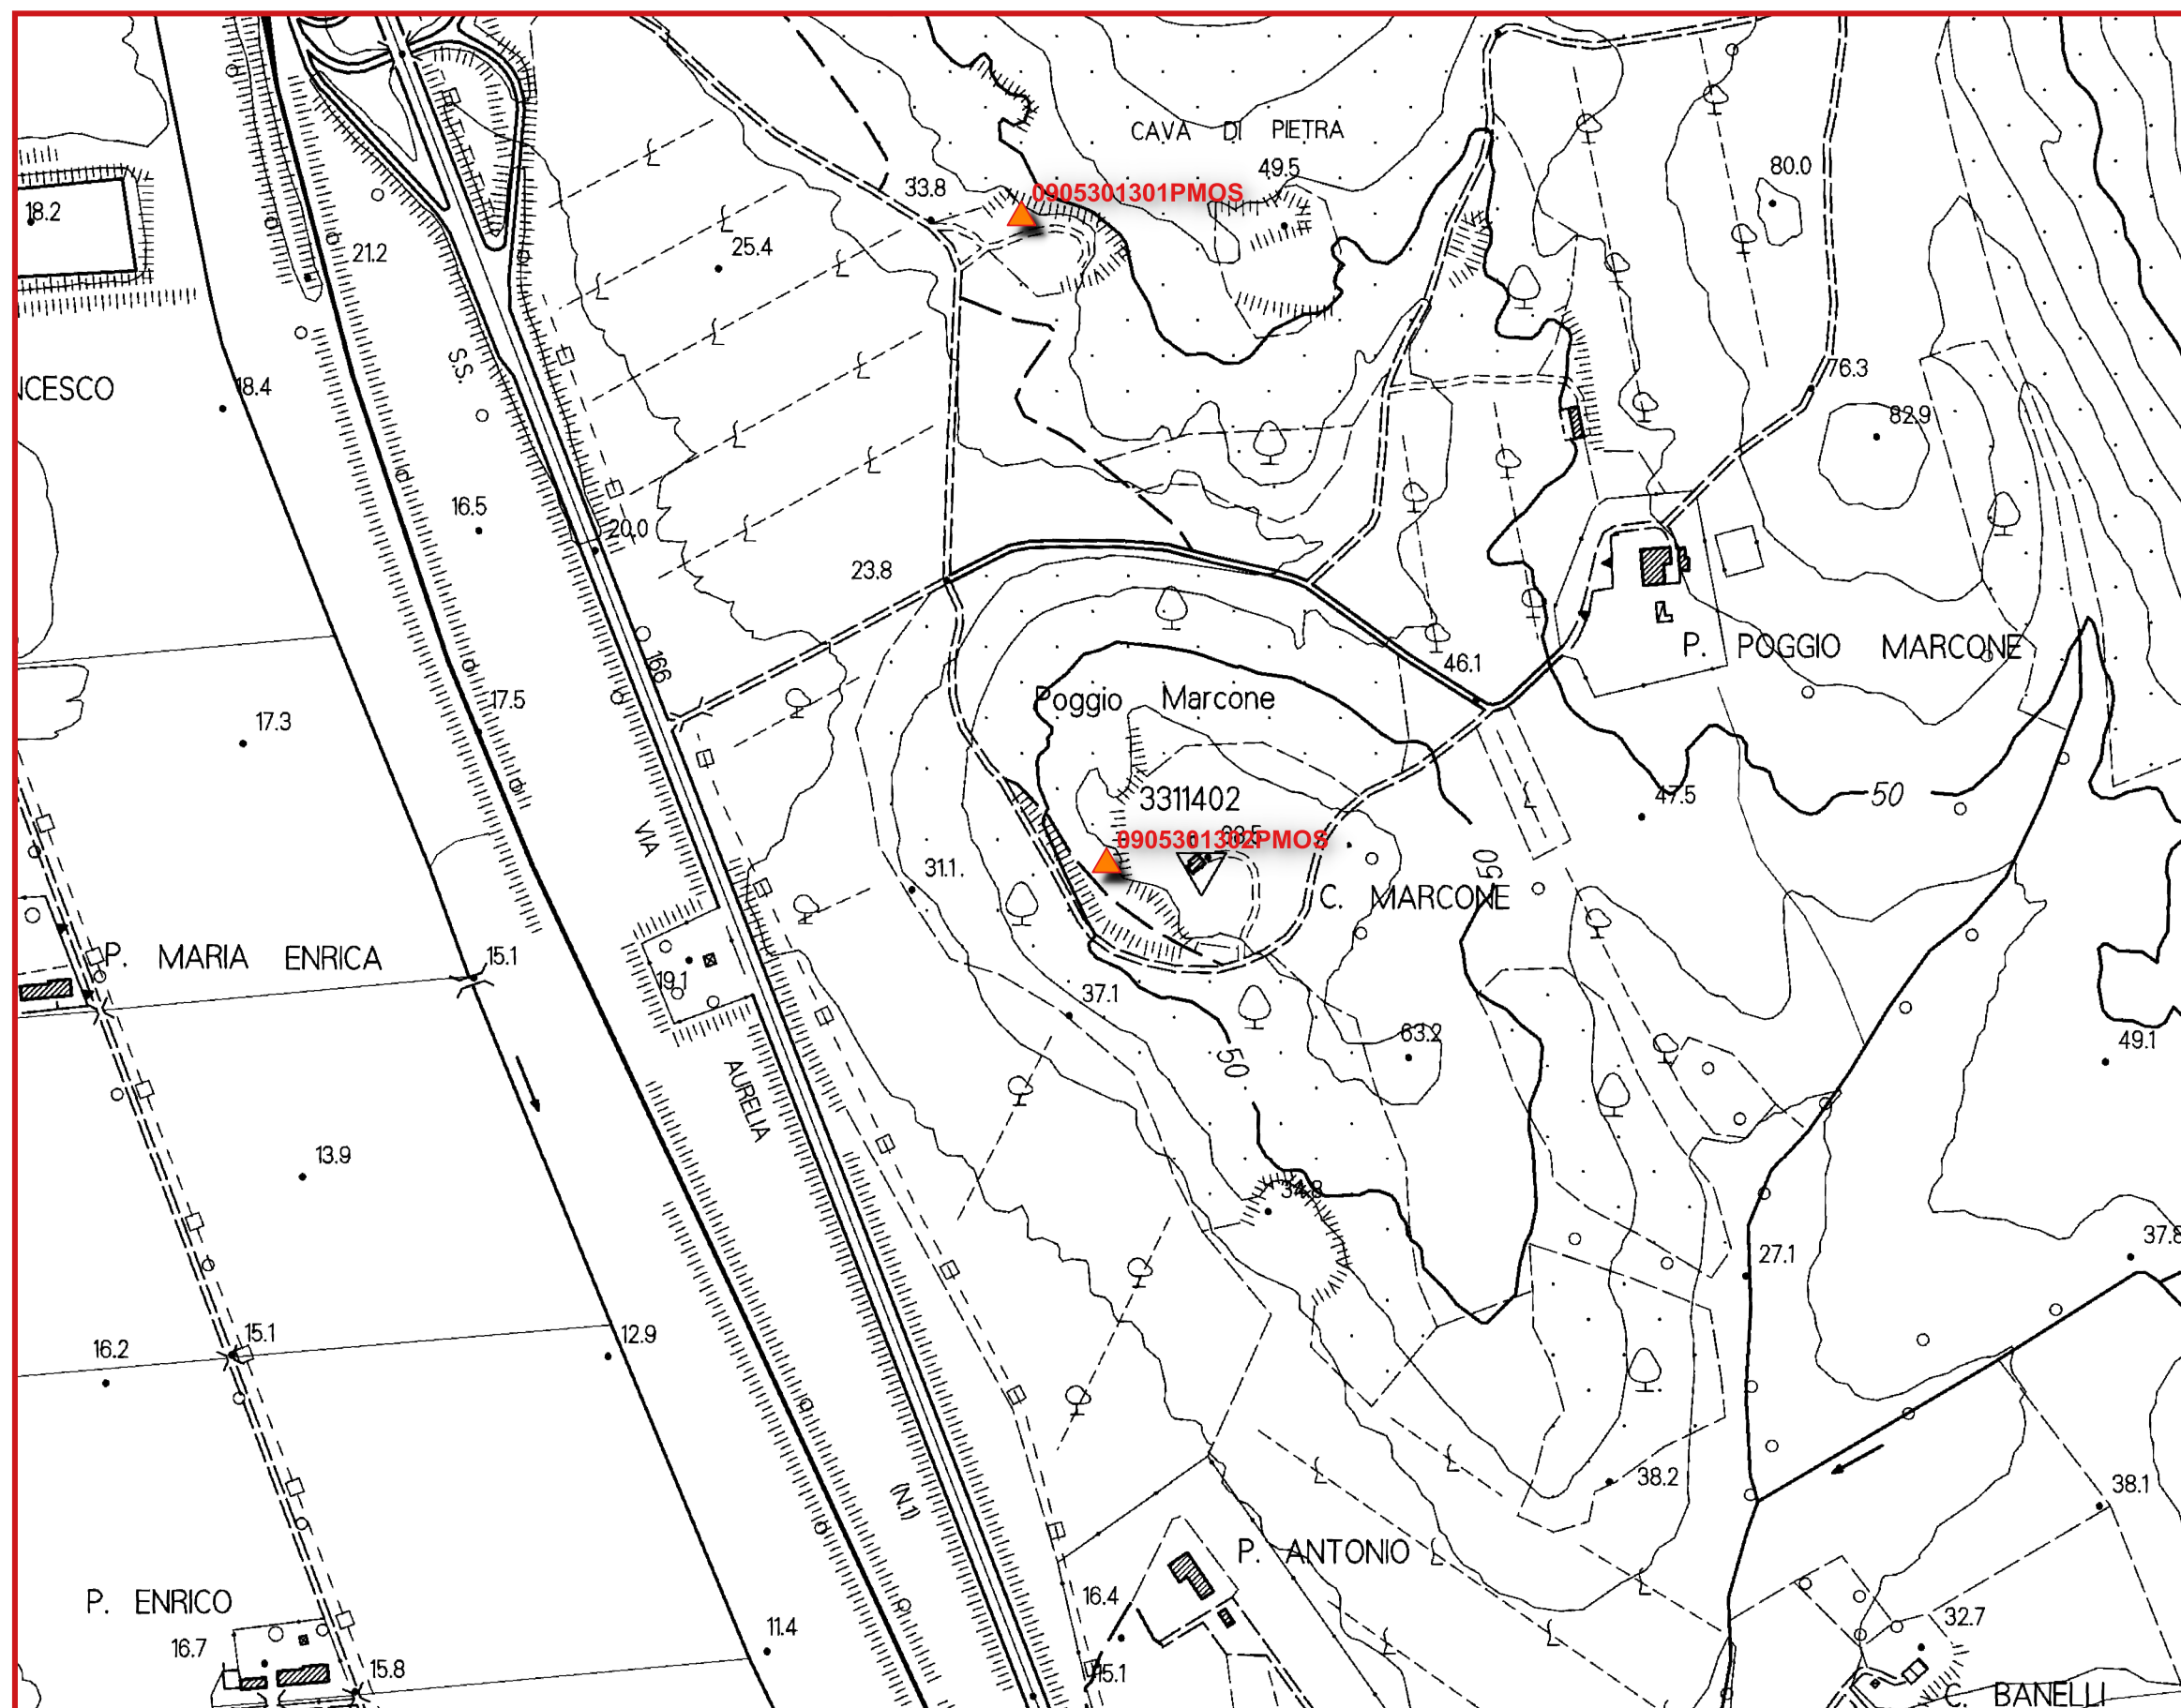 CAVA DI PIETRA
49.5
80.0
33.8
0905301301PMOS
18.2
25.4
21.2
S.S.
76.3
NCESCO
18.4
82.9
16.5
20.0
23.8
P. POGGIO MARCONE
46.1
166
Poggio Marcone
17.5
17.3
3311402
47.5
50
VIA
0905301302PMOS
31.1
50
C. MARCONE
P. MARIA ENRICA
15.1
19.1
37.1
63.2
50
49.1
AURELIA
13.9
34.8
37.8
27.1
15.1
16.2
12.9
38.2
38.1
(N.1)
P. ANTONIO
16.4
P. ENRICO
32.7
11.4
16.7
15.8
15.1
C. BANELLI